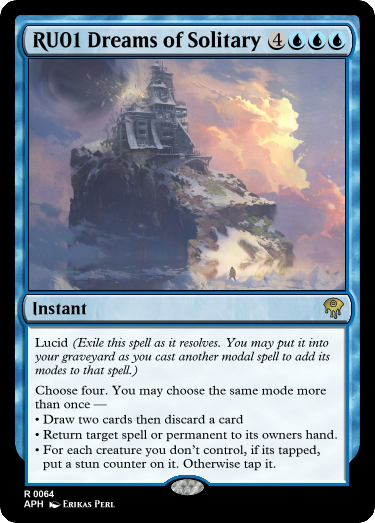 RU01 Dreams of Solitary 4
Instant
Lucid (Exile this spell as it resolves. You may put it into
your graveyard as you cast another modal spell to add its
modes to that spell.)
Choose four. You may choose the same mode more
than once —
• Draw two cards then discard a card
• Return target spell or permanent to its owners hand.
• For each creature you don't control, if its tapped,
put a stun counter on it. Otherwise tap it.
R 0064
APH Erikas Perl